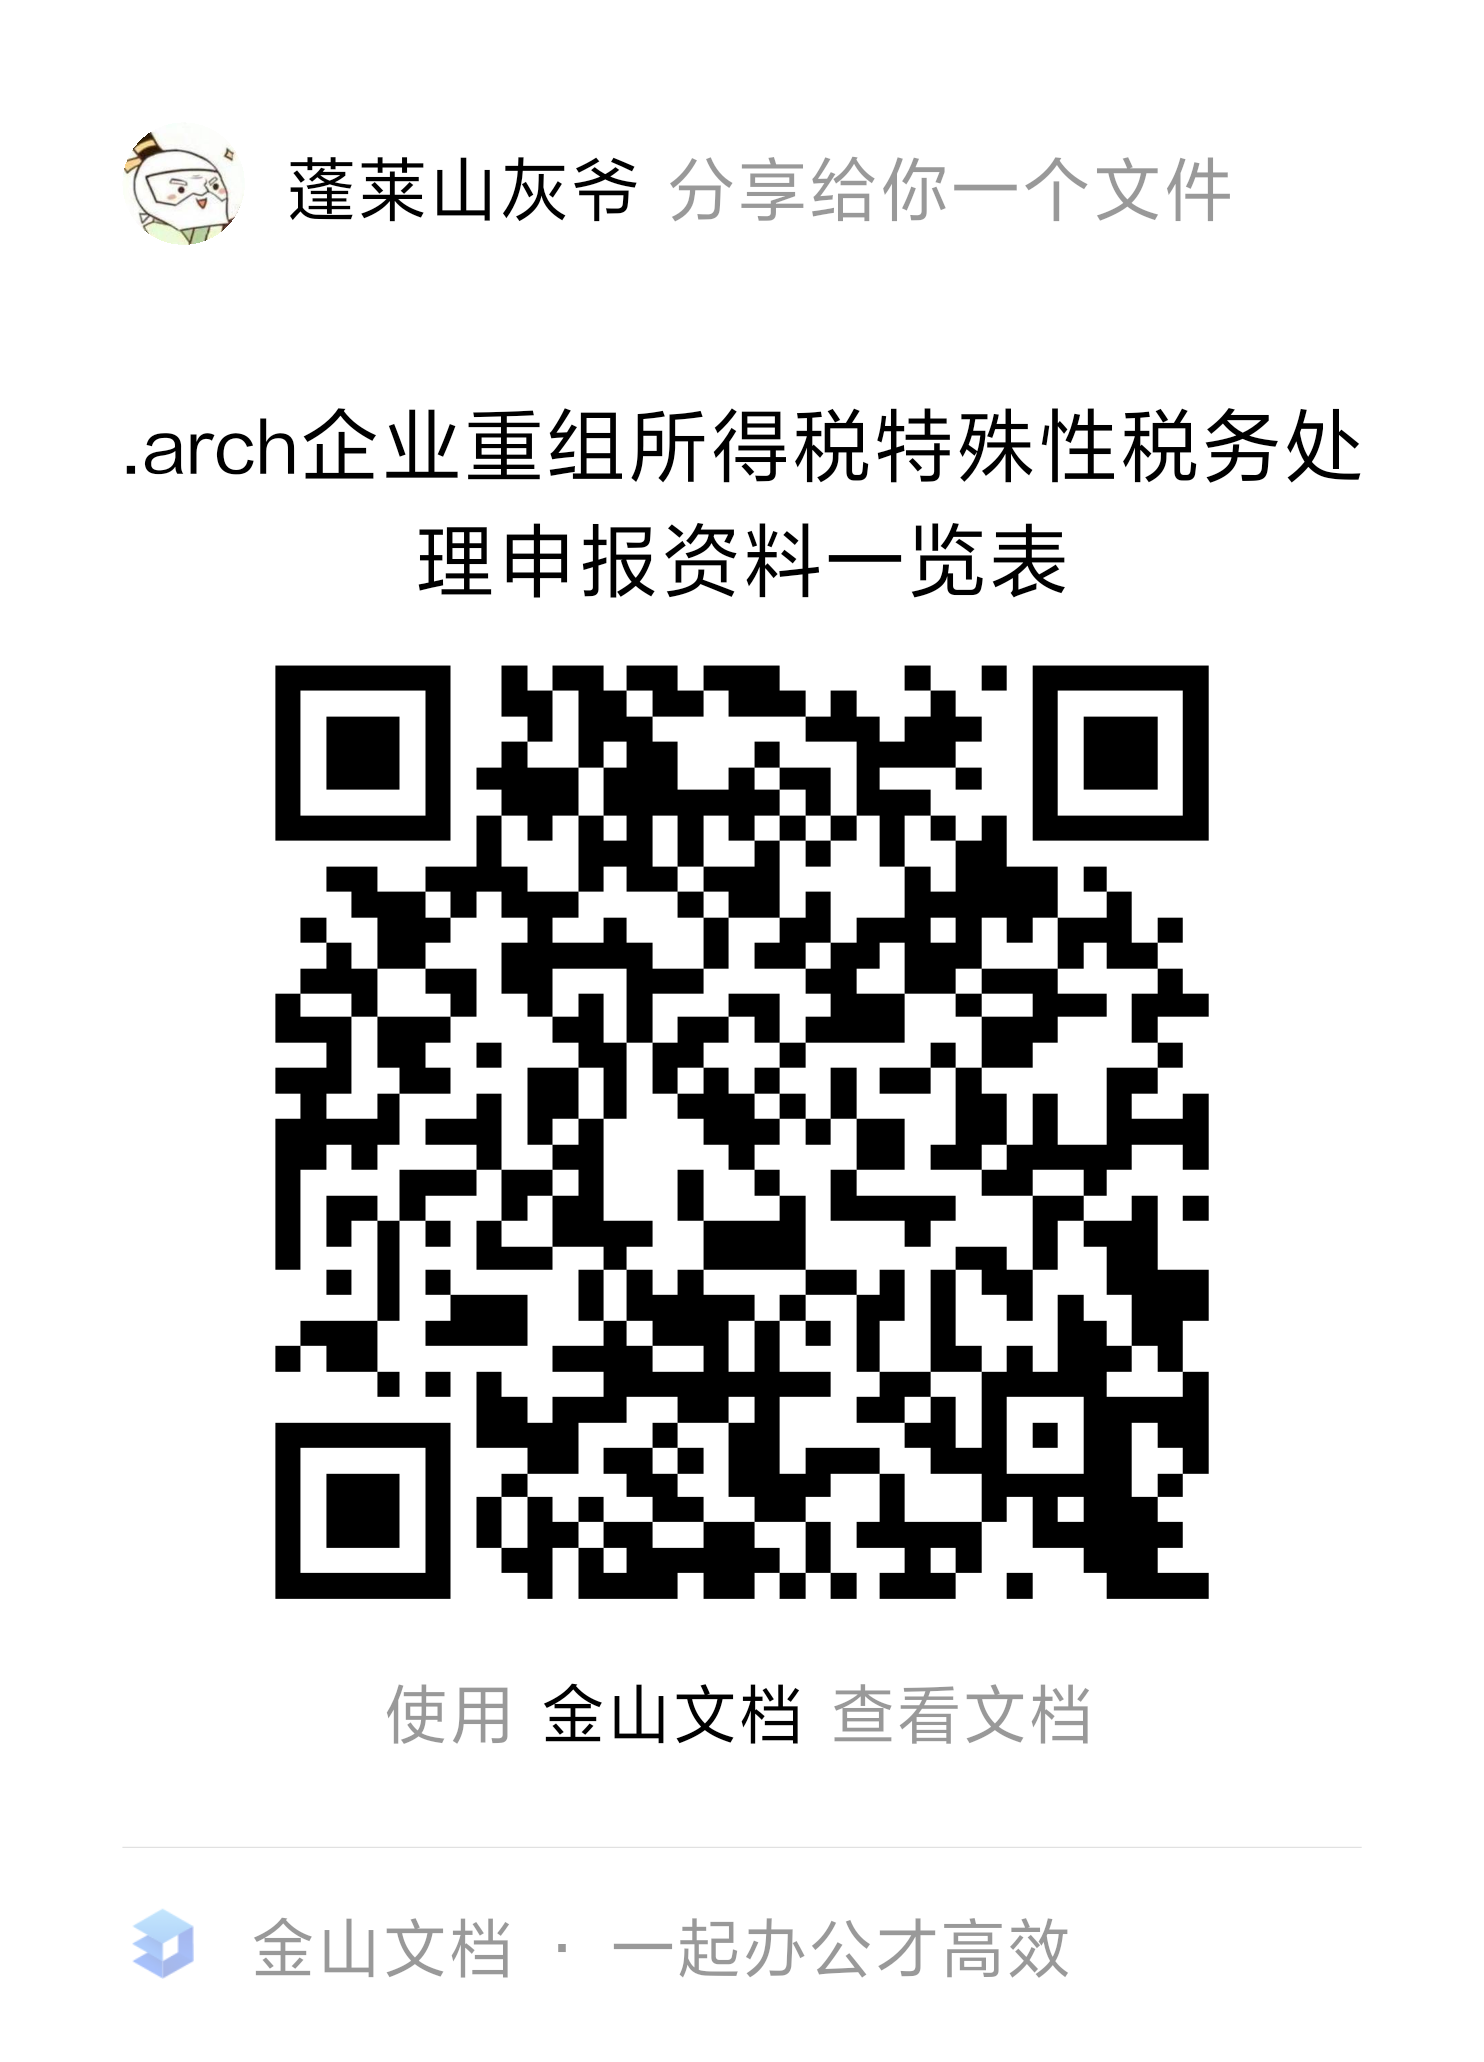 蓬莱山灰爷 分享给你一个文件
.arch企业重组所得税特殊性税务处
理申报资料一览表
使用 金山文档 查看文档
金山文档 · 一起办公才高效